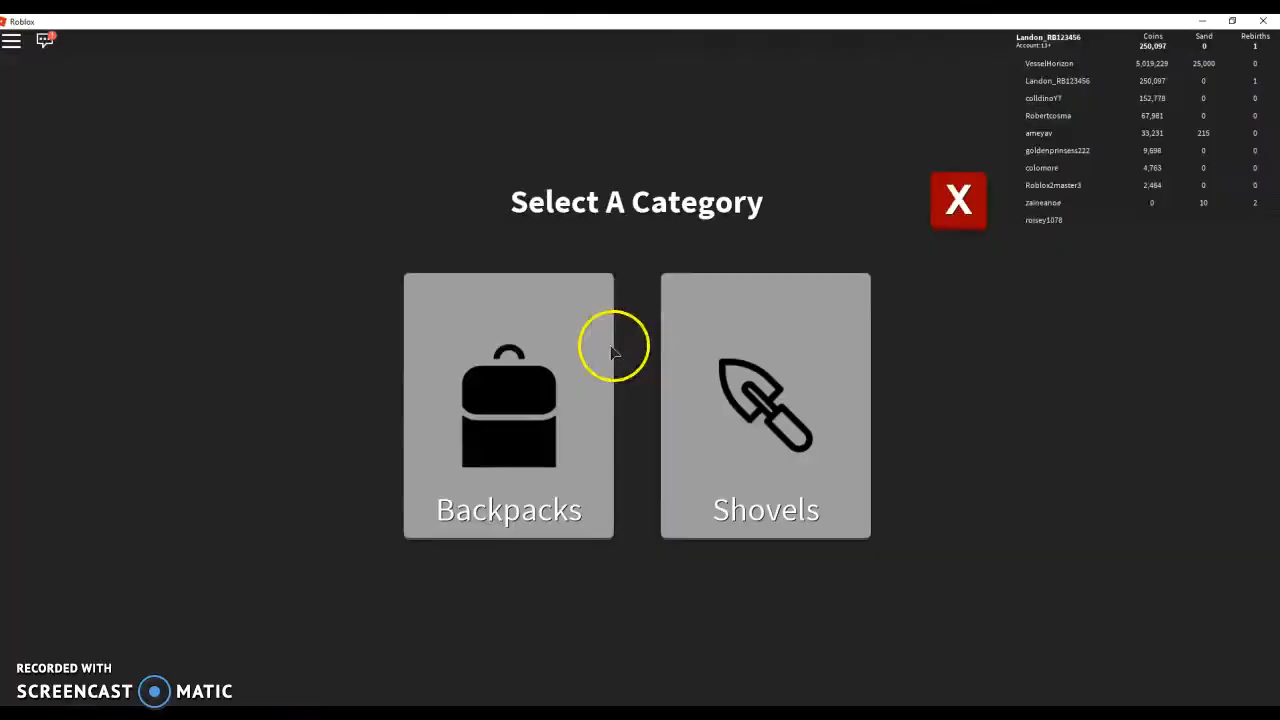 Roblox
Landon_RB123456 Coins Sand Rebirths
Account: 13+ 250,097 0 1
VesselHorizon 5,019,229 25,000 0
Landon_RB123456 250,097 0 1
colldinoYT 152,778 0 0
Robertcosma 67,981 0 0
ameyav 33,231 215 0
goldenprinsess222 9,698 0 0
colomore 4,763 0 0
Roblox2master3 2,464 0 0
zaineanoe 0 10 2
roisey1078
Select A Category
X
Backpacks
Shovels
RECORDED WITH
SCREENCAST MATIC